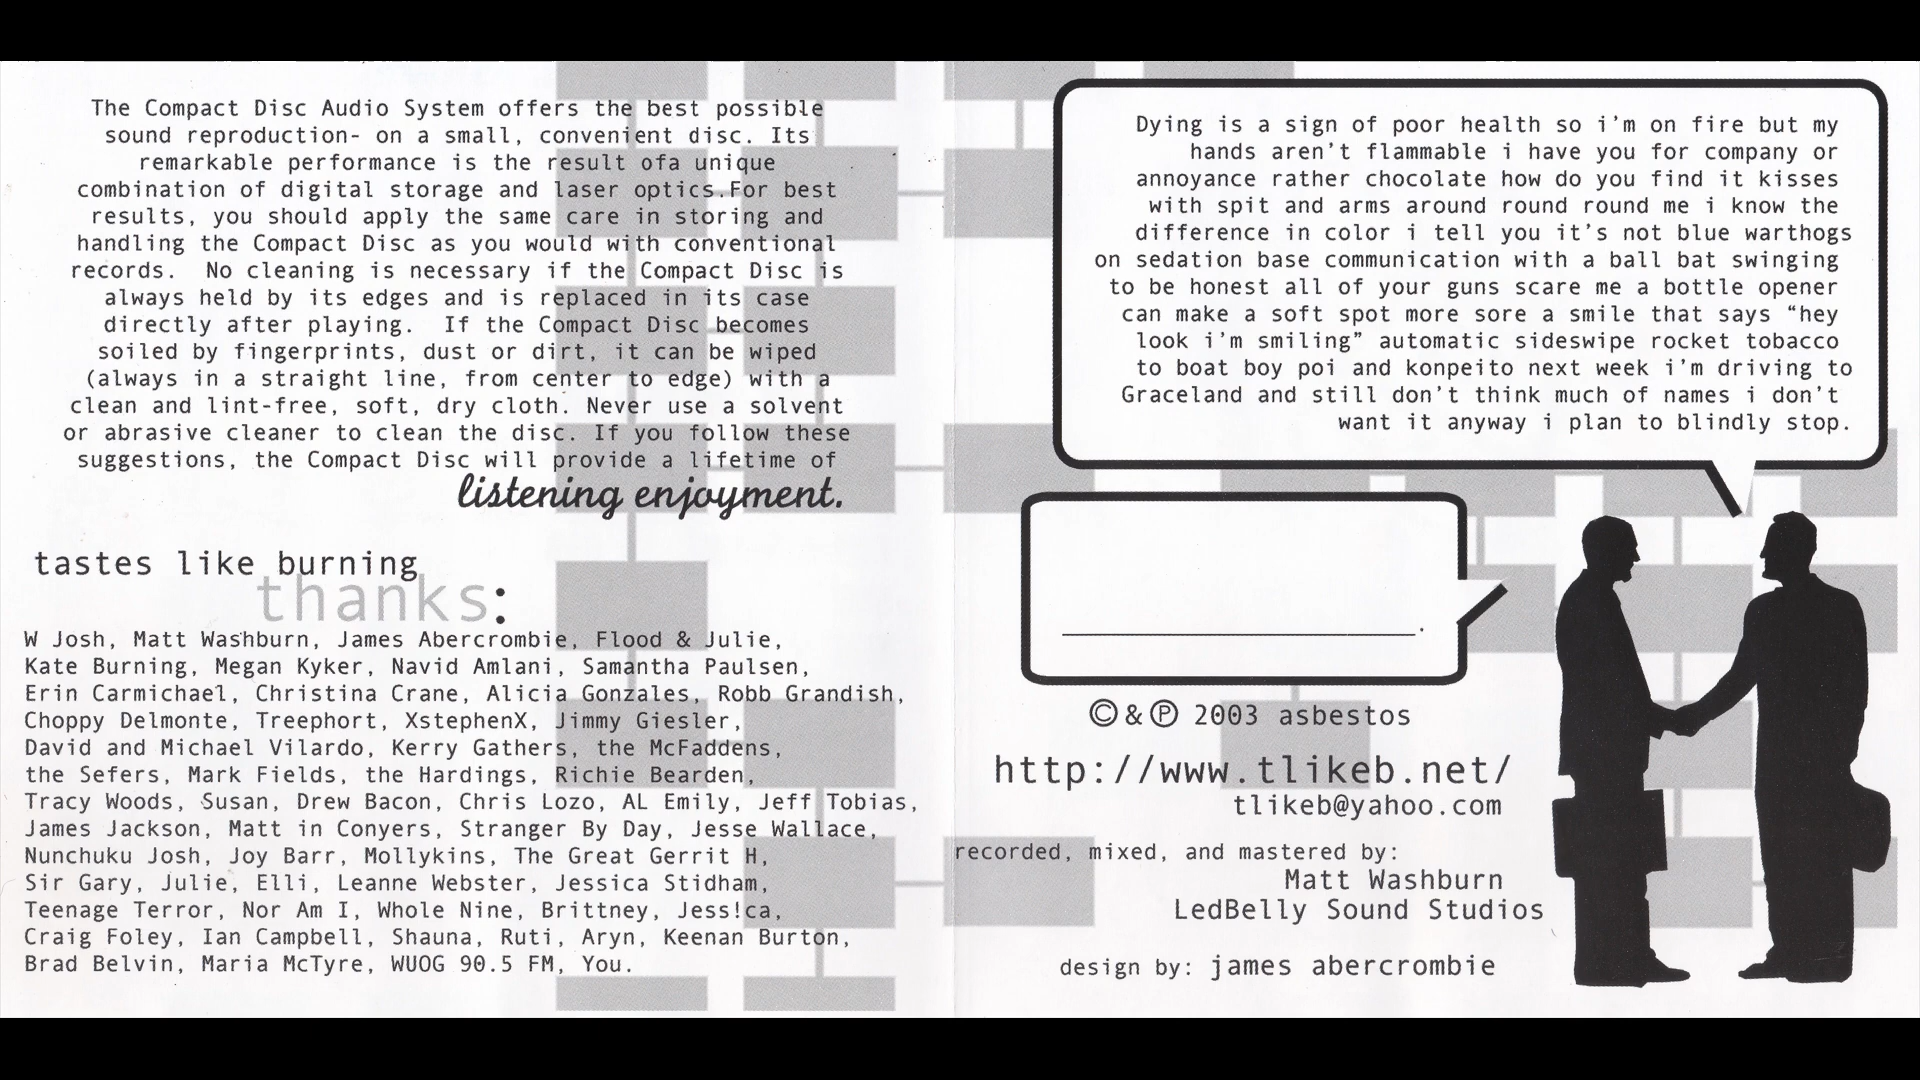 The Compact Disc Audio System offers the best possible
sound reproduction- on a small, convenient disc. Its
remarkable performance is the result ofa unique
combination of digital storage and laser optics.For best
results, you should apply the same care in storing and
handling the Compact Disc as you would with conventional
records.  No cleaning is necessary if the Compact Disc is
always held by its edges and is replaced in its case
directly after playing.  If the Compact Disc becomes
soiled by fingerprints, dust or dirt, it can be wiped
(always in a straight line, from center to edge) with a
clean and lint-free, soft, dry cloth. Never use a solvent
or abrasive cleaner to clean the disc. If you follow these
suggestions, the Compact Disc will provide a lifetime of
listening enjoyment.
tastes like burning
thanks:
W Josh, Matt Washburn, James Abercrombie, Flood & Julie,
Kate Burning, Megan Kyker, Navid Amlani, Samantha Paulsen,
Erin Carmichael, Christina Crane, Alicia Gonzales, Robb Grandish,
Choppy Delmonte, Treephort, XstephenX, Jimmy Giesler,
David and Michael Vilardo, Kerry Gathers, the McFaddens,
the Sefers, Mark Fields, the Hardings, Richie Bearden,
Tracy Woods, Susan, Drew Bacon, Chris Lozo, AL Emily, Jeff Tobias,
James Jackson, Matt in Conyers, Stranger By Day, Jesse Wallace,
Nunchuku Josh, Joy Barr, Mollykins, The Great Gerrit H,
Sir Gary, Julie, Elli, Leanne Webster, Jessica Stidham,
Teenage Terror, Nor Am I, Whole Nine, Brittney, Jess!ca,
Craig Foley, Ian Campbell, Shauna, Ruti, Aryn, Keenan Burton,
Brad Belvin, Maria McTyre, WUOG 90.5 FM, You.
Dying is a sign of poor health so i'm on fire but my
hands aren't flammable i have you for company or
annoyance rather chocolate how do you find it kisses
with spit and arms around round round me i know the
difference in color i tell you it's not blue warthogs
on sedation base communication with a ball bat swinging
to be honest all of your guns scare me a bottle opener
can make a soft spot more sore a smile that says “hey
look i'm smiling” automatic sideswipe rocket tobacco
to boat boy poi and konpeito next week i'm driving to
Graceland and still don't think much of names i don't
want it anyway i plan to blindly stop.
____________________.
©&℗ 2003 asbestos
http://www.tlikeb.net/
tlikeb@yahoo.com
recorded, mixed, and mastered by:
Matt Washburn
LedBelly Sound Studios
design by: james abercrombie